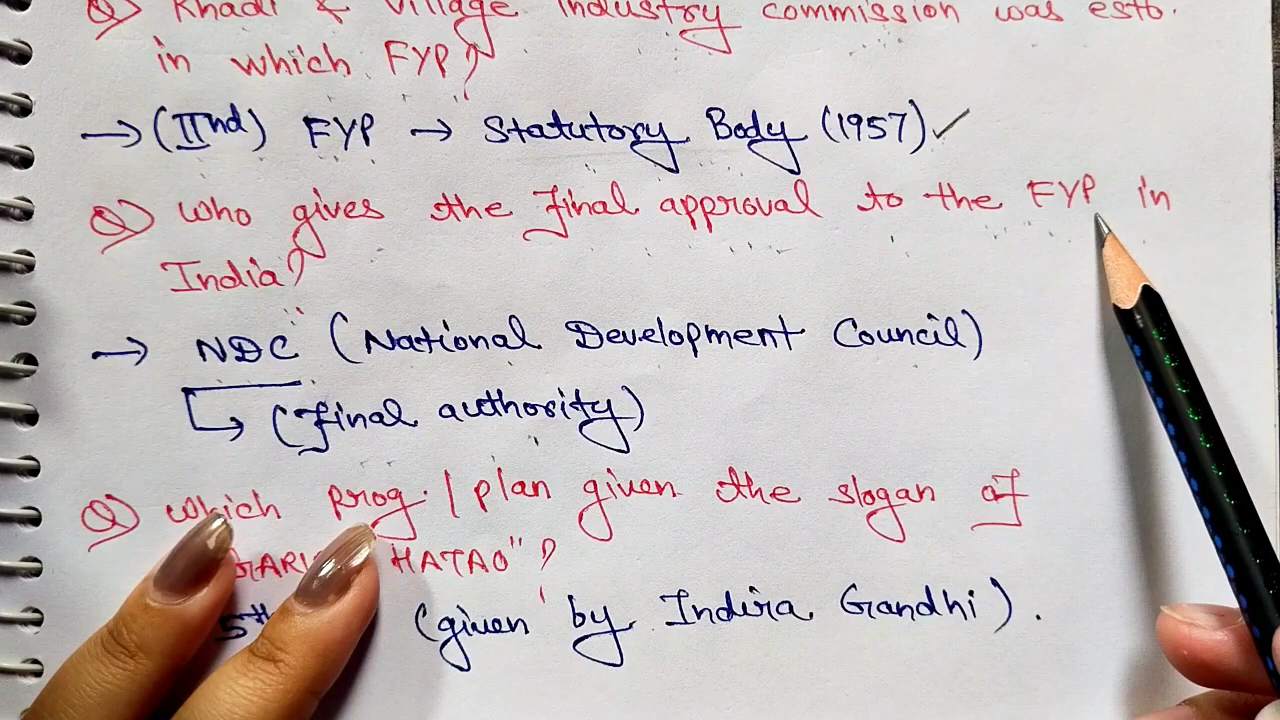 Q) Khadi & Village Industry commission was estb.
in which FYP?
→ (IInd) FYP → Statutory Body (1957) ✓
Q) Who gives the final approval to the FYP in
India?
→ NDC (National Development Council)
↳ (final authority)
Q) Which prog. / plan given the slogan of
HATAO"?
5th (given by Indira Gandhi).